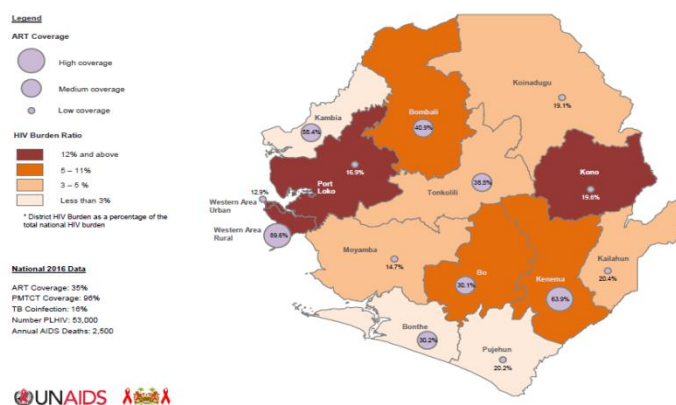 Legend
ART Coverage
High coverage
Medium coverage
Low coverage
HIV Burden Ratio
12% and above
5 – 11%
3 – 5 %
Less than 3%
* District HIV Burden as a percentage of the
total national HIV burden
National 2016 Data
ART Coverage: 35%
PMTCT Coverage: 96%
TB Coinfection: 16%
Number PLHIV: 53,000
Annual AIDS Deaths: 2,500
UNAIDS
Koinadugu
19.1%
Bombali
40.9%
Kambia
Port
Loko
16.9%
Kono
19.6%
Tonkolili
Western Area
Urban
12.9%
Western Area
Rural
Moyamba
14.7%
Bo
30.1%
Kenema
63.9%
Kailahun
20.4%
Bonthe
30.2%
Pujehun
20.2%